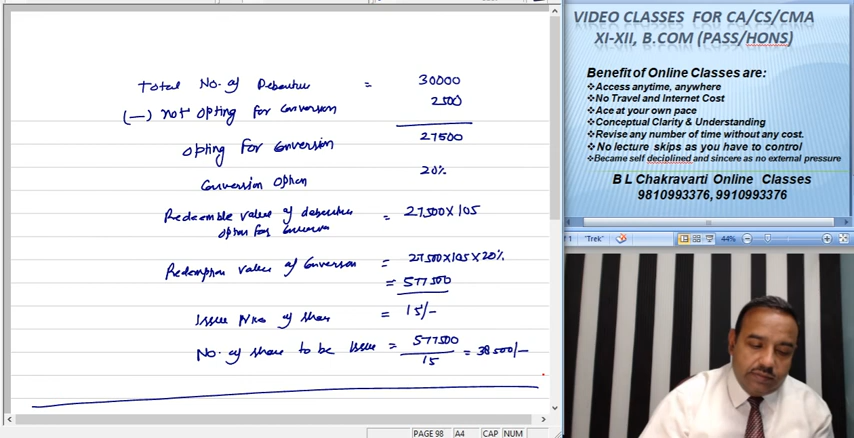 Total No. of Debenture = 30000
(—) not opting for Conversion 2500
opting for Conversion 27500
Conversion option 20%
Redeemable value of debenture = 27500 X 105
option for Conversion
Redemption value of Conversion = 27500 X 105 X 20%
= 577500
Issue Price of share = 15/-
No. of share to be issue = 577500 / 15 = 38500/-
PAGE 98 A4 CAP NUM
VIDEO CLASSES FOR CA/CS/CMA
XI-XII, B.COM (PASS/HONS)
Benefit of Online Classes are:
❖Access anytime, anywhere
❖No Travel and Internet Cost
❖Ace at your own pace
❖Conceptual Clarity & Understanding
❖Revise any number of time without any cost.
❖No lecture skips as you have to control
❖Became self deciplined and sincere as no external pressure
B L Chakravarti Online Classes
9810993376, 9910993376
of 1 "Trek" 44%